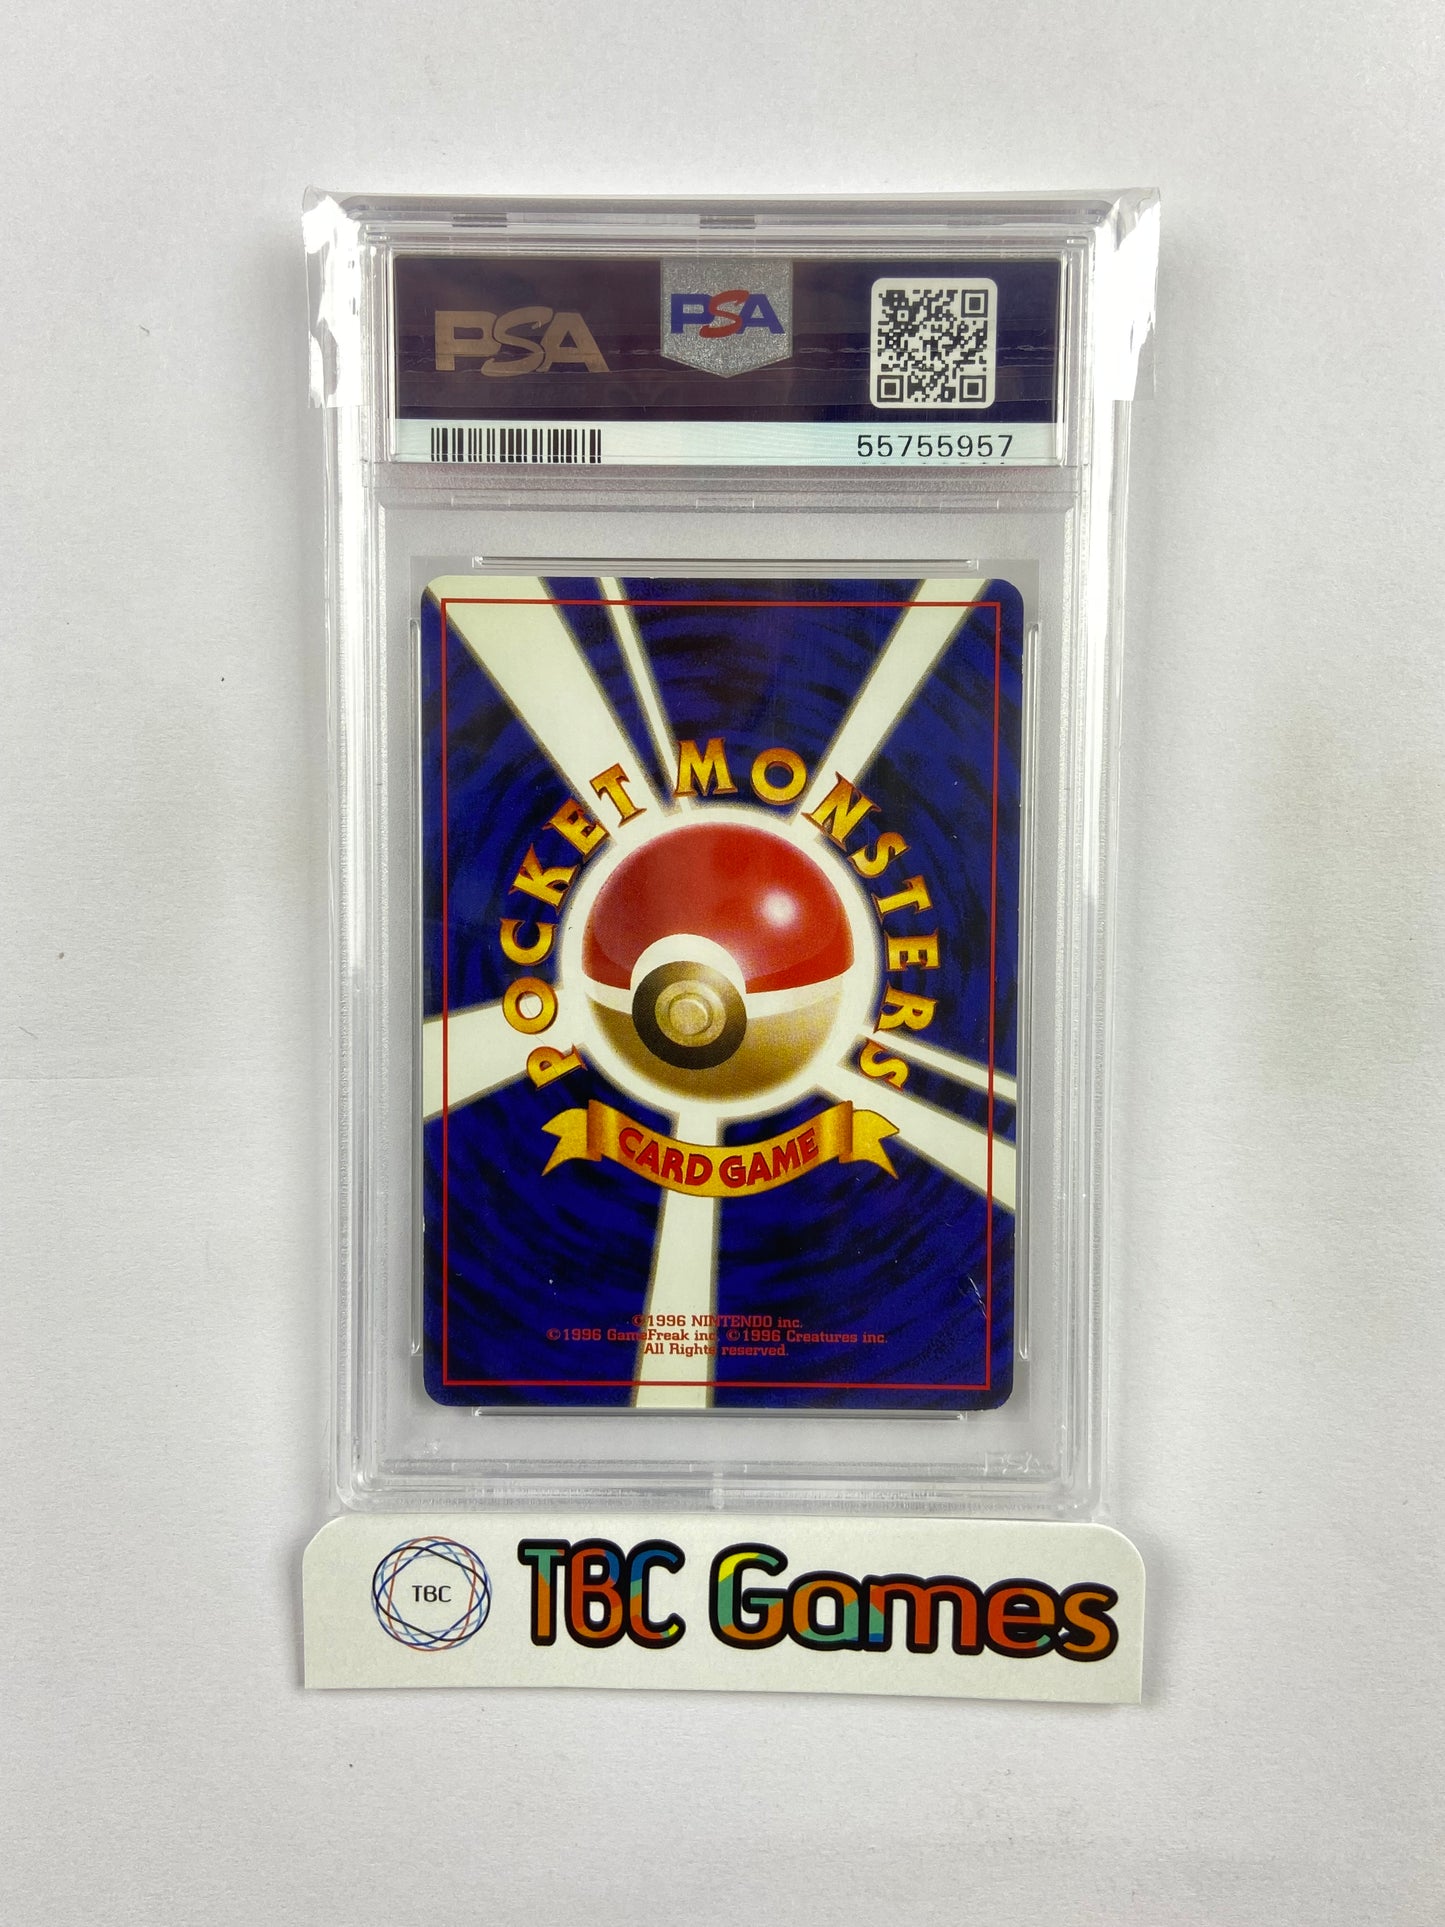 PSA
PSA
55755957
POCKET MONSTERS
CARD GAME
©1996 NINTENDO inc.
©1996 GameFreak inc. ©1996 Creatures inc.
All Rights reserved.
PSA
TBC
TBC Games